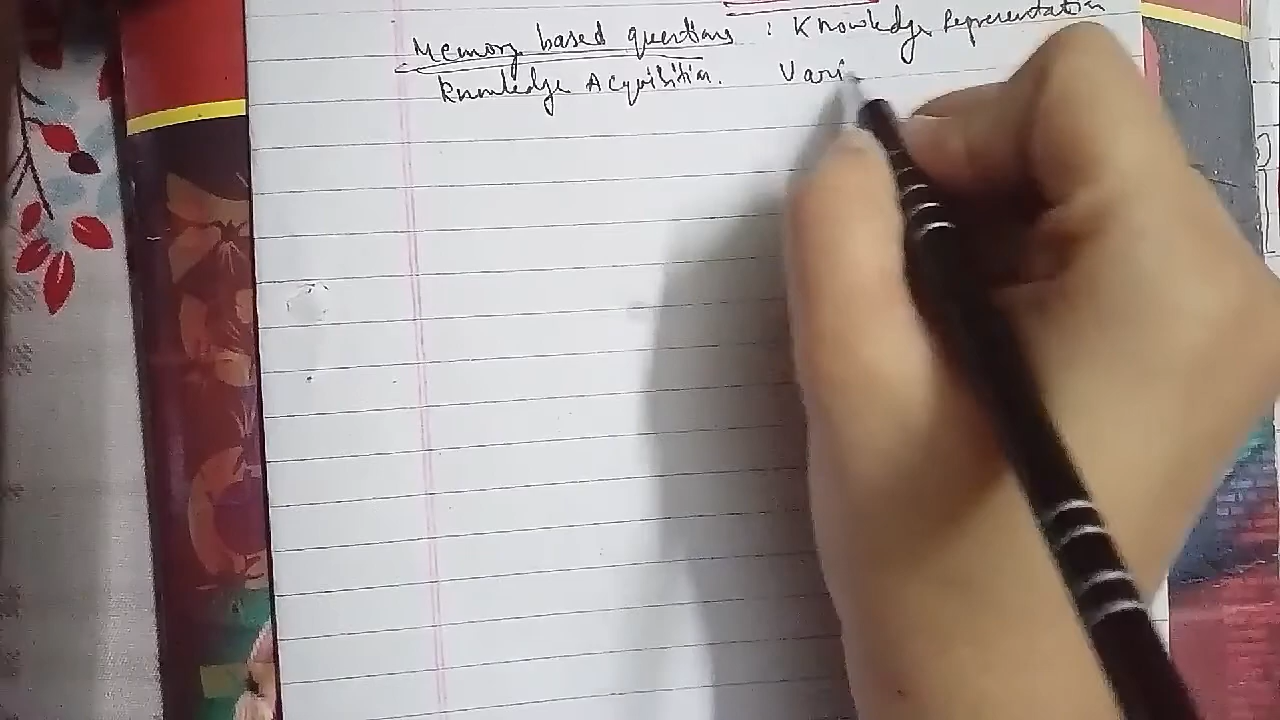 Memory based questions : Knowledge Representation
Knowledge Acquisition. Vari